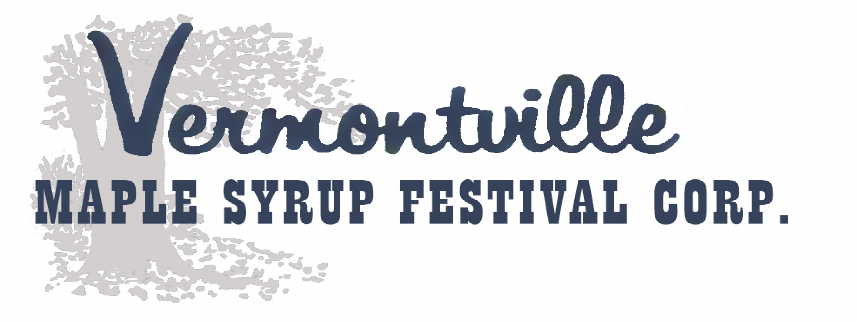 Vermontville
MAPLE SYRUP FESTIVAL CORP.